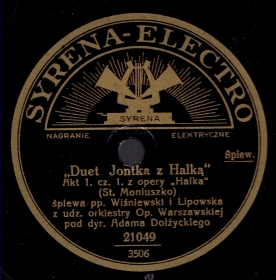 SYRENA-ELECTRO
SYRENA
NAGRANIE ELEKTRYCZNE
Śpiew.
„Duet Jontka z Halką"
Akt 1. cz. 1. z opery „Halka"
(St. Moniuszko)
śpiewa pp. Wiśniewski i Lipowska
z udz. orkiestry Op. Warszawskiej
pod dyr. Adama Dołżyckiego
21049
3506